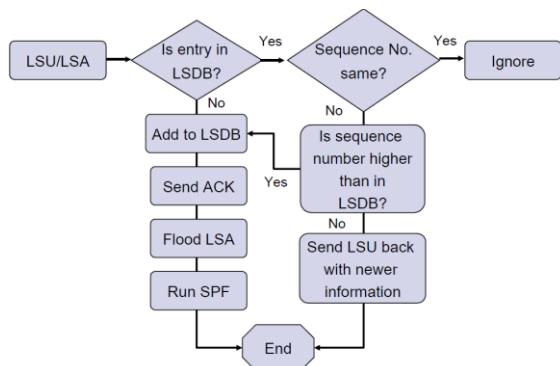 LSU/LSA
Is entry in
LSDB?
Yes
Sequence No.
same?
Yes
Ignore
No
No
Add to LSDB
Is sequence
number higher
than in
LSDB?
Yes
Send ACK
No
Flood LSA
Send LSU back
with newer
information
Run SPF
End